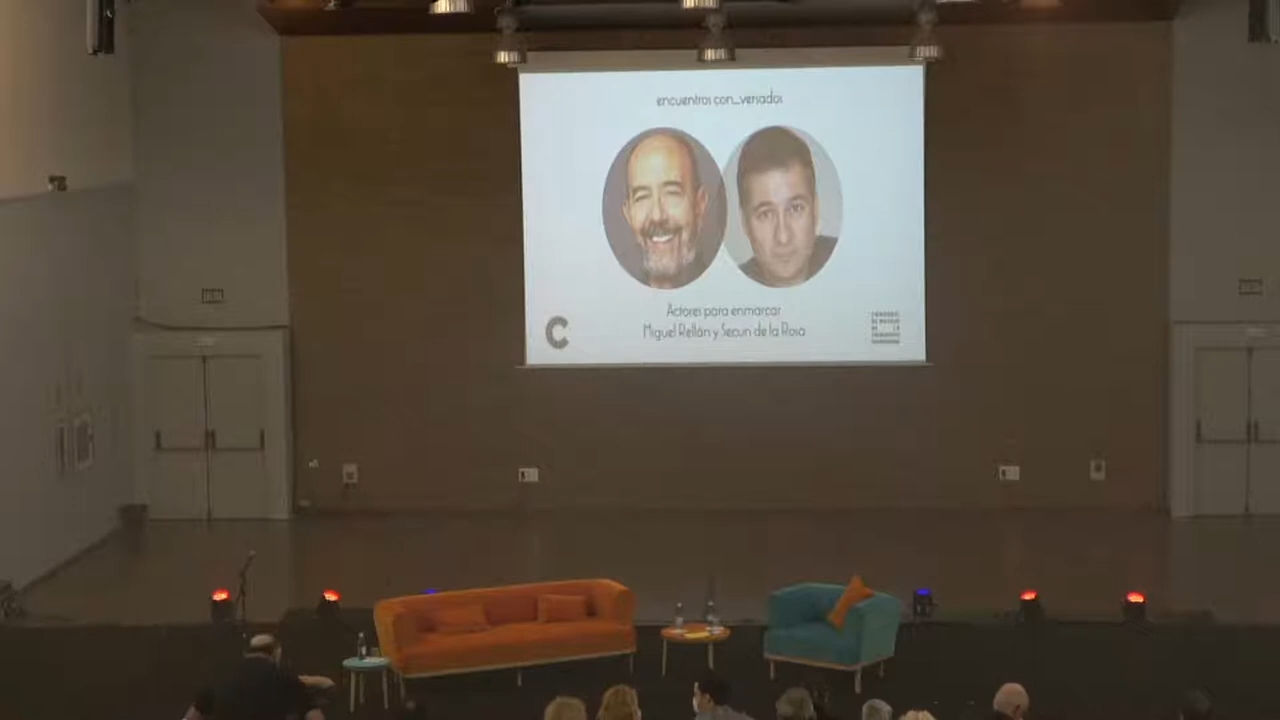 encuentros con_versados
Actores para enmarcar
Miguel Rellán y Secun de la Rosa
C